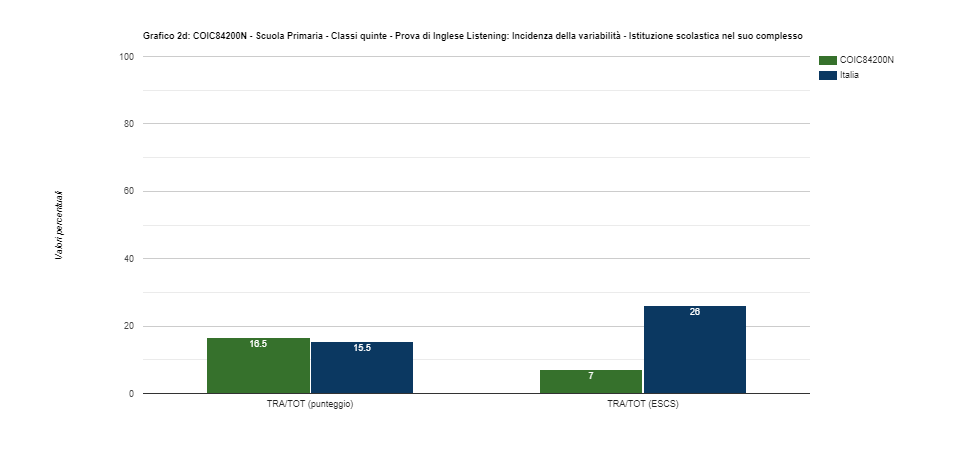 Grafico 2d: COIC84200N - Scuola Primaria - Classi quinte - Prova di Inglese Listening: Incidenza della variabilità - Istituzione scolastica nel suo complesso
COIC84200N
Italia
Valori percentuali
100
80
60
40
20
0
16.5
15.5
7
26
TRA/TOT (punteggio)
TRA/TOT (ESCS)